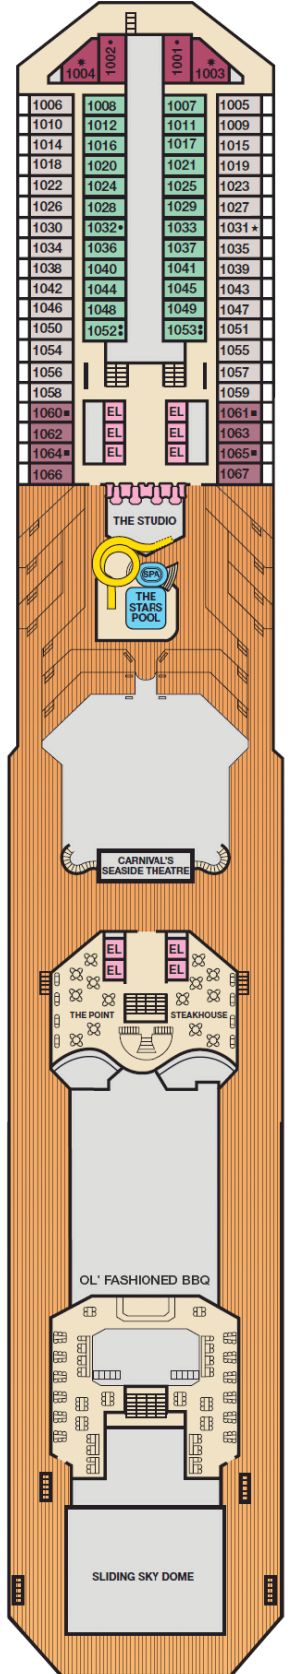 1004 * 1002 • 1001 • 1003 *
1006 1008 1007 1005
1010 1012 1011 1009
1014 1016 1017 1015
1018 1020 1021 1019
1022 1024 1025 1023
1026 1028 1029 1027
1030 1032 • 1033 1031 ★
1034 1036 1037 1035
1038 1040 1041 1039
1042 1044 1045 1043
1046 1048 1049 1047
1050 1052 : 1053 : 1051
1054 1055
1056 1057
1058 1059
1060 ■ EL EL 1061 ■
1062 EL EL 1063
1064 ■ EL EL 1065 ■
1066 1067
THE STUDIO
SPA
THE
STARS
POOL
CARNIVAL'S
SEASIDE THEATRE
EL EL
EL EL
THE POINT STEAKHOUSE
OL' FASHIONED BBQ
SLIDING SKY DOME